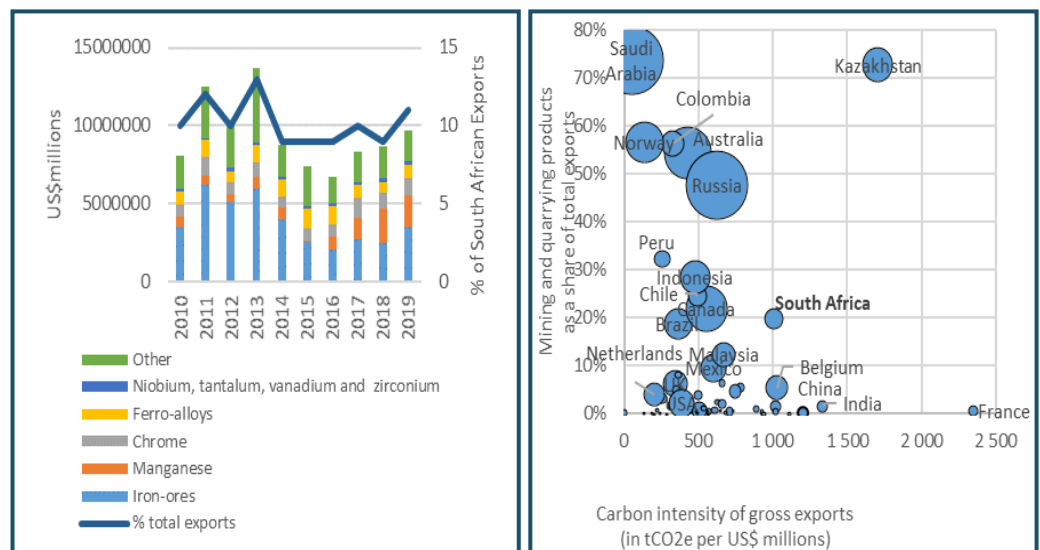 15000000
10000000
5000000
0
US$millions
15
10
5
0
% of South African Exports
2010
2011
2012
2013
2014
2015
2016
2017
2018
2019
Other
Niobium, tantalum, vanadium and zirconium
Ferro-alloys
Chrome
Manganese
Iron-ores
% total exports
80%
70%
60%
50%
40%
30%
20%
10%
0%
Mining and quarrying products
as a share of total exports
Saudi
Arabia
Kazakhstan
Colombia
Norway
Australia
Russia
Peru
Indonesia
Chile
Canada
South Africa
Brazil
Netherlands
Malaysia
Mexico
Belgium
UK
China
USA
India
France
0
500
1 000
1 500
2 000
2 500
Carbon intensity of gross exports
(in tCO2e per US$ millions)